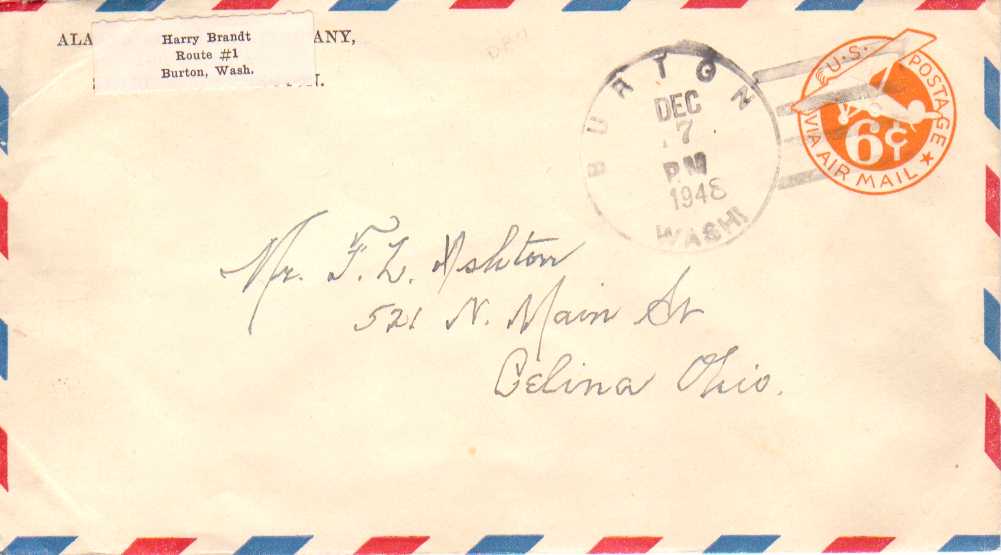 ALA ANY,
Harry Brandt
Route #1
Burton, Wash.
N.
BURTON
DEC
7
PM
1948
WASH
U.S. POSTAGE
6¢
VIA AIR MAIL
Mr. F. L. Ashton
521 N. Main St
Celina Ohio.